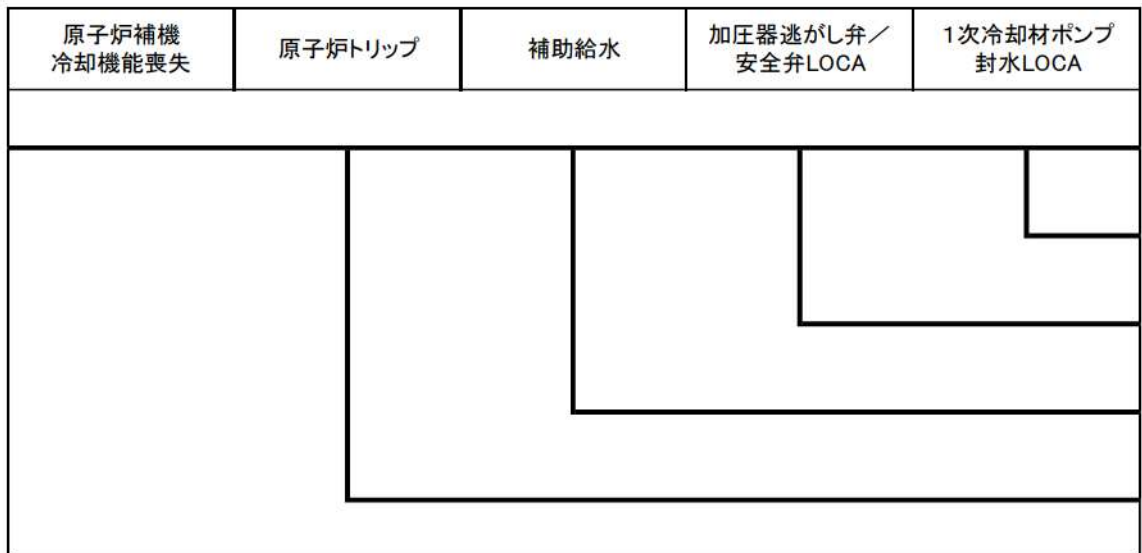 原子炉補機
冷却機能喪失
原子炉トリップ
補助給水
加圧器逃がし弁／
安全弁LOCA
1次冷却材ポンプ
封水LOCA